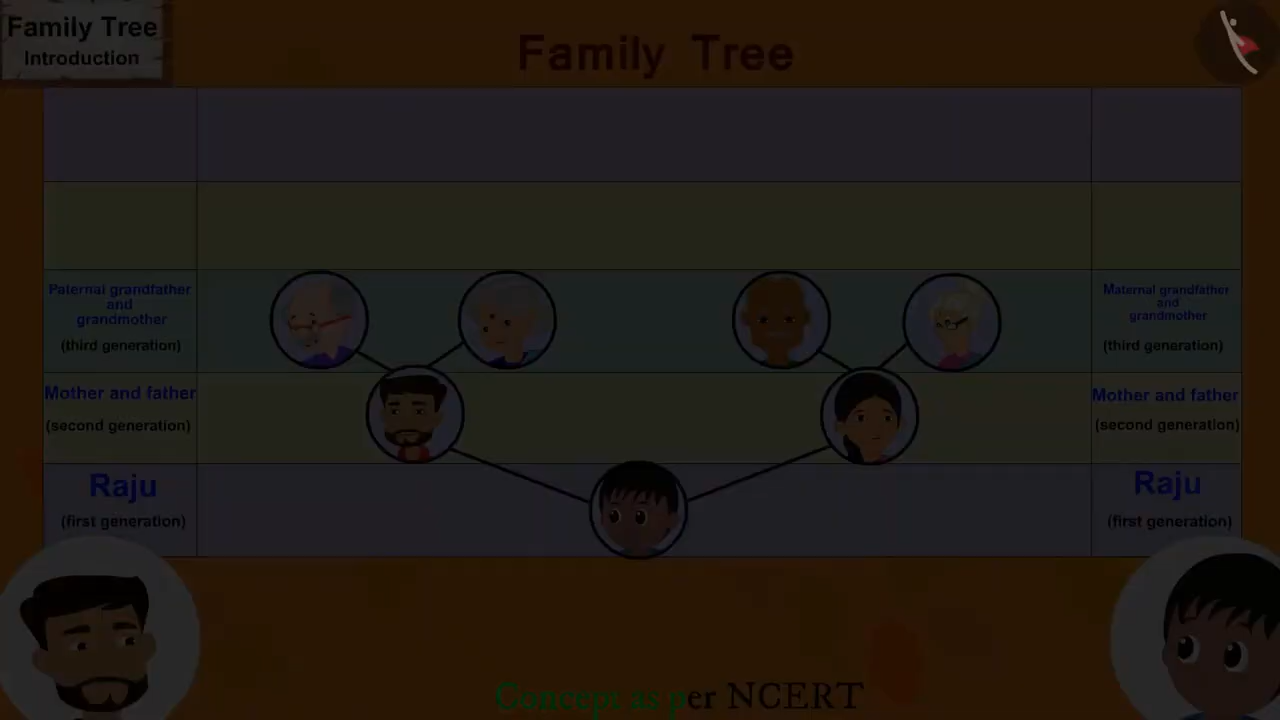 Family Tree
Introduction
Family Tree
Paternal grandfather
and
grandmother
(third generation)
Maternal grandfather
and
grandmother
(third generation)
Mother and father
(second generation)
Mother and father
(second generation)
Raju
(first generation)
Raju
(first generation)
Concept as per NCERT